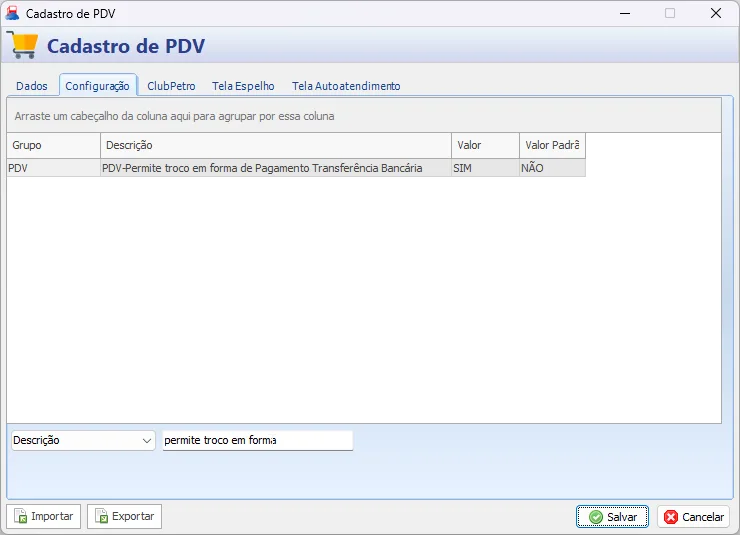 Cadastro de PDV
Cadastro de PDV
Dados Configuração ClubPetro Tela Espelho Tela Autoatendimento
Arraste um cabeçalho da coluna aqui para agrupar por essa coluna
Grupo Descrição Valor Valor Padrã
PDV PDV-Permite troco em forma de Pagamento Transferência Bancária SIM NÃO
Descrição permite troco em forma
Importar Exportar Salvar Cancelar